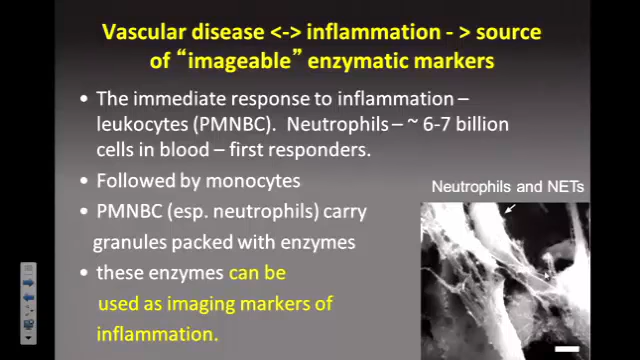 Vascular disease <-> inflammation - > source
of “imageable” enzymatic markers
• The immediate response to inflammation –
leukocytes (PMNBC). Neutrophils – ~ 6-7 billion
cells in blood – first responders.
• Followed by monocytes
Neutrophils and NETs
• PMNBC (esp. neutrophils) carry
granules packed with enzymes
• these enzymes can be
used as imaging markers of
inflammation.